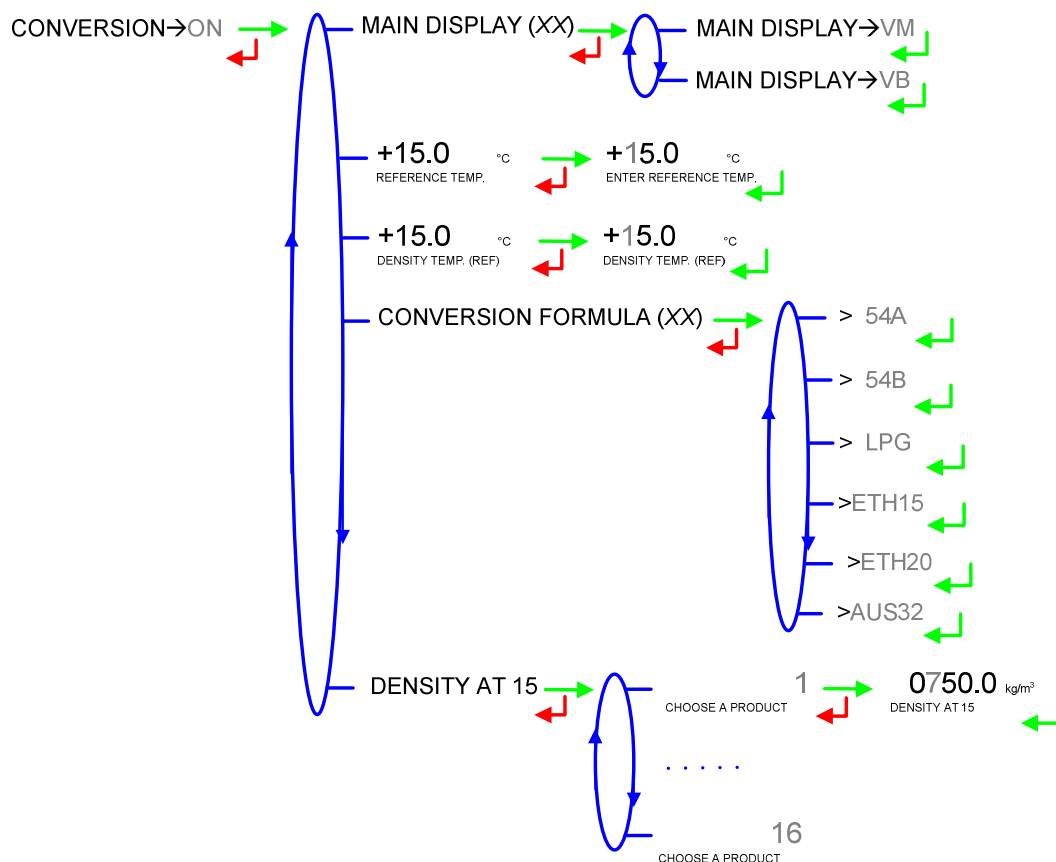 CONVERSION→ON
MAIN DISPLAY (XX)
MAIN DISPLAY→VM
MAIN DISPLAY→VB
+15.0 °C
REFERENCE TEMP.
+15.0 °C
ENTER REFERENCE TEMP.
+15.0 °C
DENSITY TEMP. (REF)
+15.0 °C
DENSITY TEMP. (REF)
CONVERSION FORMULA (XX)
> 54A
> 54B
> LPG
>ETH15
>ETH20
>AUS32
DENSITY AT 15
1
CHOOSE A PRODUCT
0750.0 kg/m³
DENSITY AT 15
. . . . .
16
CHOOSE A PRODUCT